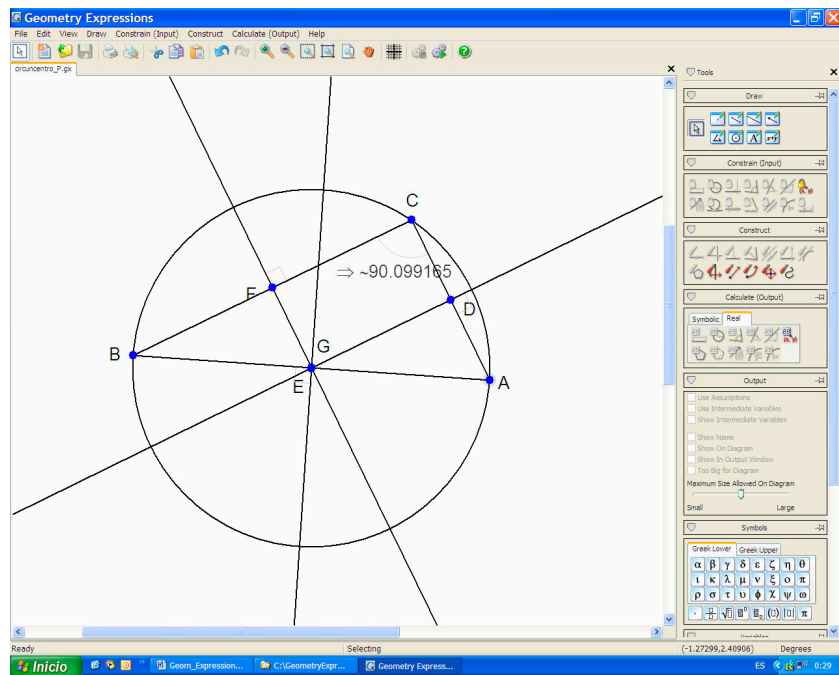 Geometry Expressions
File Edit View Draw Constrain (Input) Construct Calculate (Output) Help
circuncentro_P.gx
Tools
Draw
Constrain (Input)
Construct
Calculate (Output)
Symbolic Real
Output
Use Assumptions
Use Intermediate Variables
Show Intermediate Variables
Show Name
Show On Diagram
Show In Output Window
Too Big for Diagram
Maximum Size Allowed On Diagram
Small Large
Symbols
Greek Lower Greek Upper
α β γ δ ε ζ η θ
ι κ λ μ ν ξ ο π
ρ σ τ υ ϕ χ ψ ω
C
⇒ ~90.099165
F
D
B
G
E
A
Ready Selecting (-1.27299,2.40906) Degrees
Inicio Geom_Expression... C:\GeometryExpr... Geometry Express... ES 0:29